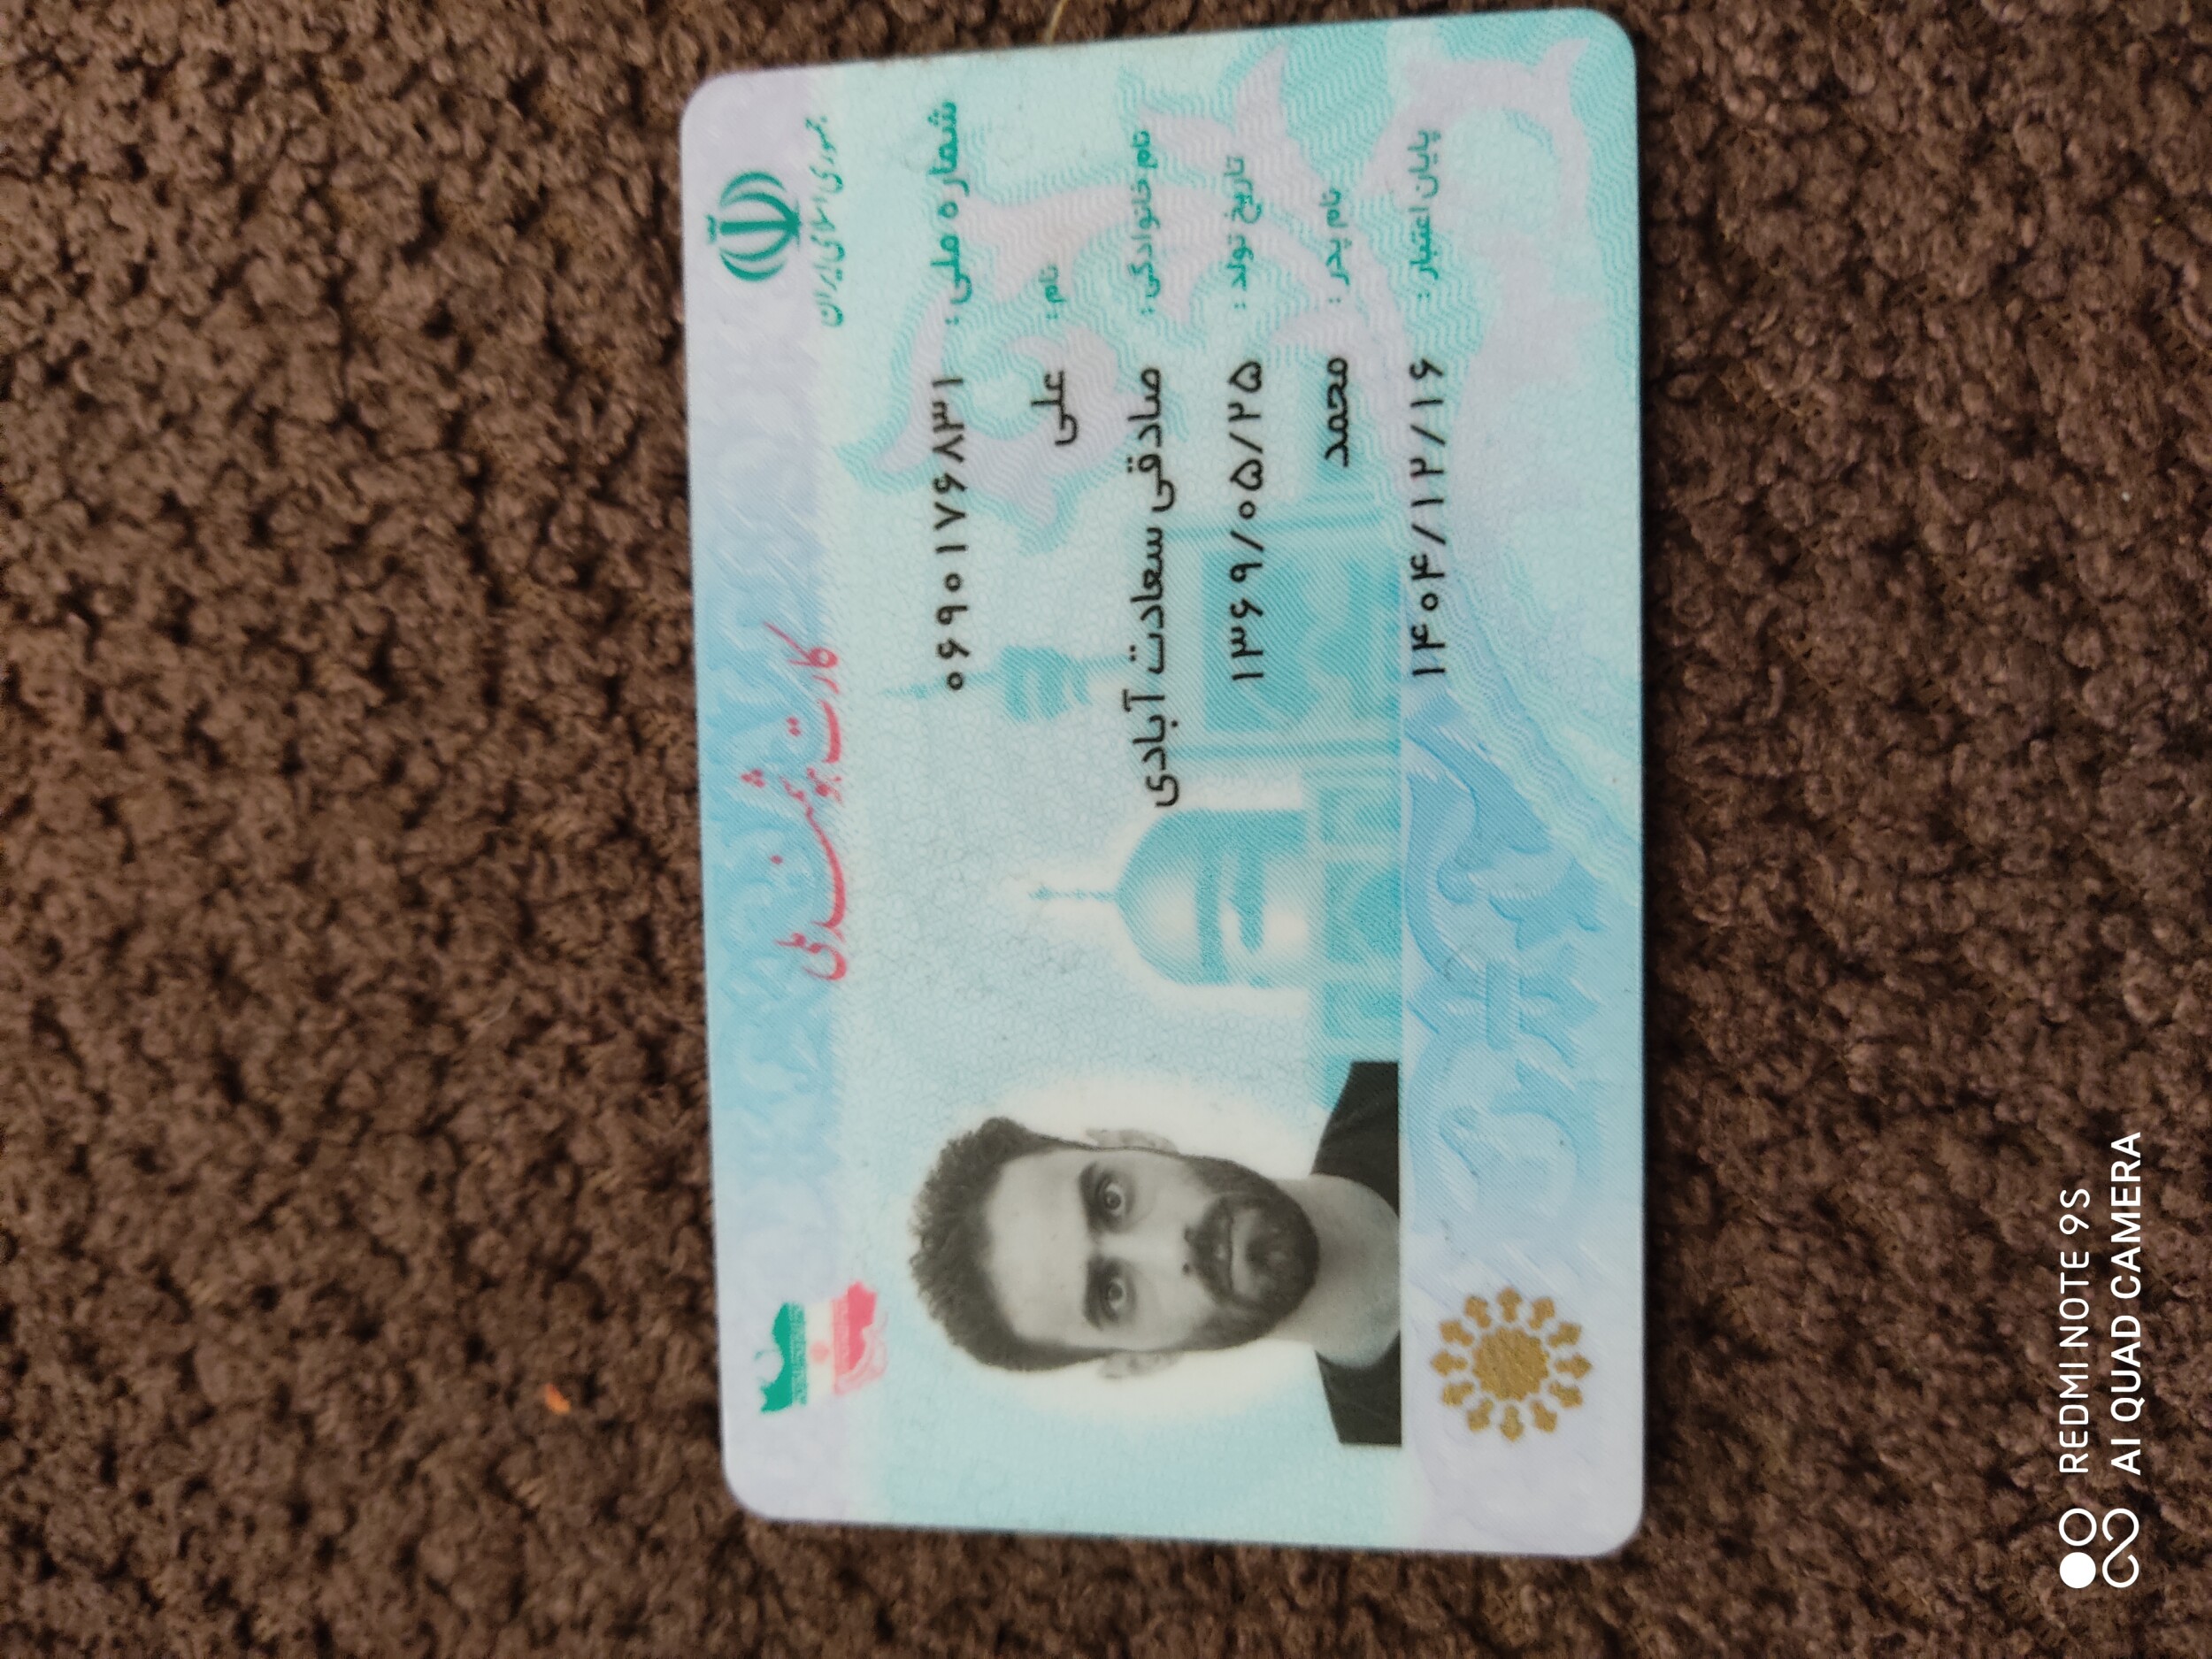 جمهوری اسلامی ایران
کارت هوشمند ملی
شماره ملی : ۰۶۹۰۱۷۶۸۳۱
نام : علی
نام خانوادگی : صادقی سعادت آبادی
تاریخ تولد : ۱۳۶۹/۰۵/۲۵
نام پدر : محمد
پایان اعتبار : ۱۴۰۴/۱۲/۱۶
REDMI NOTE 9S
AI QUAD CAMERA